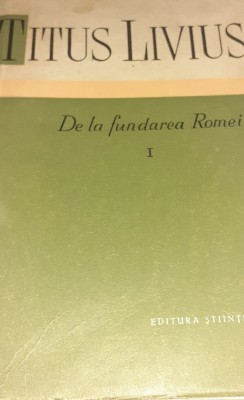 TITUS LIVIUS
De la fundarea Romei
I
EDITURA ȘTIINȚ